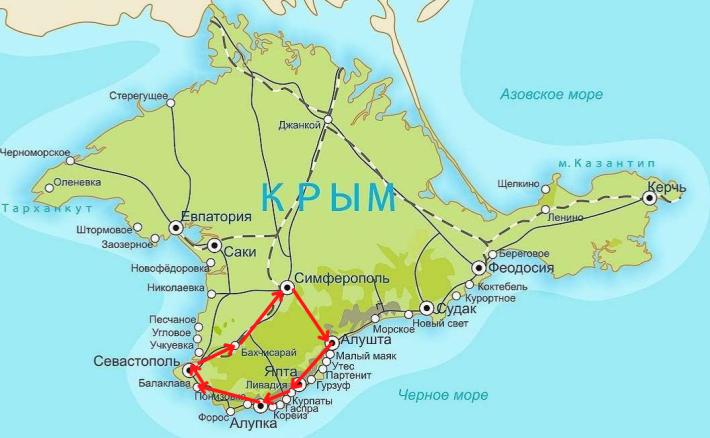 Стерегущее
Азовское море
Джанкой
Черноморское
м. Казантип
Оленевка
Щелкино
Керчь
КРЫМ
Тарханкут
Евпатория
Ленино
Штормовое
Заозерное
Саки
Береговое
Новофёдоровка
Феодосия
Симферополь
Коктебель
Николаевка
Курортное
Судак
Песчаное
Морское
Новый свет
Угловое
Алушта
Учкуевка
Бахчисарай
Малый маяк
Севастополь
Утес
Ялта
Партенит
Балаклава
Ливадия
Гурзуф
Понизовка
Курпаты
Черное море
Гаспра
Форос
Кореиз
Алупка